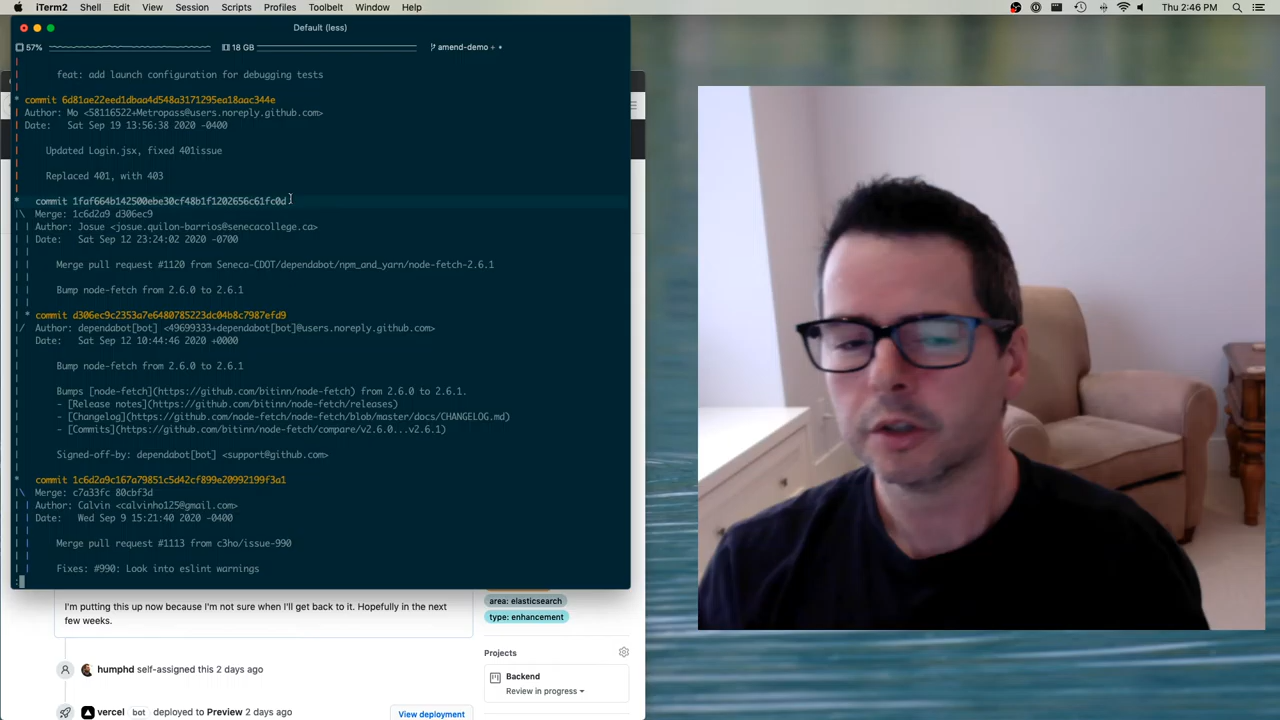 iTerm2 Shell Edit View Session Scripts Profiles Toolbelt Window Help
Thu 2:46 PM
Default (less)
57%
18 GB
amend-demo + •
feat: add launch configuration for debugging tests
* commit 6d81ae22eed1dbaa4d548a3171295ea18aac344e
Author: Mo <58116522+Metropass@users.noreply.github.com>
Date: Sat Sep 19 13:56:38 2020 -0400
Updated Login.jsx, fixed 401issue
Replaced 401, with 403
* commit 1faf664b142500ebe30cf48b1f1202656c61fc0d
|\ Merge: 1c6d2a9 d306ec9
| | Author: Josue <josue.quilon-barrios@senecacollege.ca>
| | Date: Sat Sep 12 23:24:02 2020 -0700
| | Merge pull request #1120 from Seneca-CDOT/dependabot/npm_and_yarn/node-fetch-2.6.1
| | Bump node-fetch from 2.6.0 to 2.6.1
| * commit d306ec9c2353a7e6480785223dc04b8c7987efd9
|/ Author: dependabot[bot] <49699333+dependabot[bot]@users.noreply.github.com>
| Date: Sat Sep 12 10:44:46 2020 +0000
| Bump node-fetch from 2.6.0 to 2.6.1
| Bumps [node-fetch](https://github.com/bitinn/node-fetch) from 2.6.0 to 2.6.1.
| - [Release notes](https://github.com/bitinn/node-fetch/releases)
| - [Changelog](https://github.com/node-fetch/node-fetch/blob/master/docs/CHANGELOG.md)
| - [Commits](https://github.com/bitinn/node-fetch/compare/v2.6.0...v2.6.1)
| Signed-off-by: dependabot[bot] <support@github.com>
* commit 1c6d2a9c167a79851c5d42cf899e20992199f3a1
|\ Merge: c7a33fc 80cbf3d
| | Author: Calvin <calvinho125@gmail.com>
| | Date: Wed Sep 9 15:21:40 2020 -0400
| | Merge pull request #1113 from c3ho/issue-990
| | Fixes: #990: Look into eslint warnings
:
area: elasticsearch
I'm putting this up now because I'm not sure when I'll get back to it. Hopefully in the next
few weeks.
type: enhancement
Projects
humphd self-assigned this 2 days ago
Backend
Review in progress
vercel bot deployed to Preview 2 days ago
View deployment